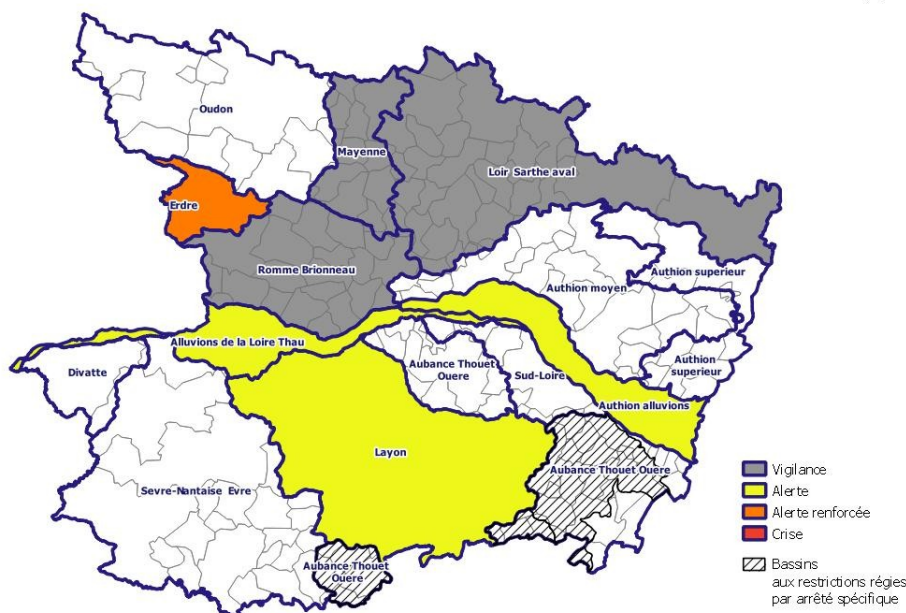 Oudon
Mayenne
Loir Sarthe aval
Erdre
Romme Brionneau
Authion superieur
Authion moyen
Alluvions de la Loire Thau
Divatte
Aubance Thouet
Ouere
Sud-Loire
Authion
superieur
Authion alluvions
Layon
Aubance Thouet Ouere
Sevre-Nantaise Evre
Aubance Thouet
Ouere
Vigilance
Alerte
Alerte renforcée
Crise
Bassins
aux restrictions régies
par arrêté spécifique